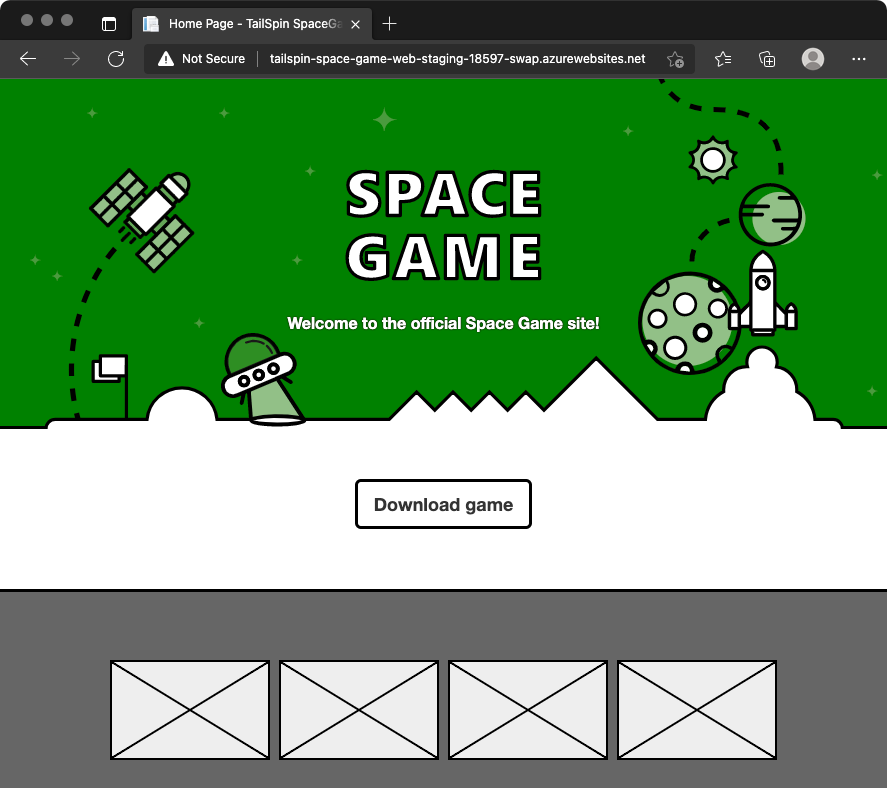 Home Page - TailSpin SpaceGa
Not Secure
tailspin-space-game-web-staging-18597-swap.azurewebsites.net
SPACE
GAME
Welcome to the official Space Game site!
Download game